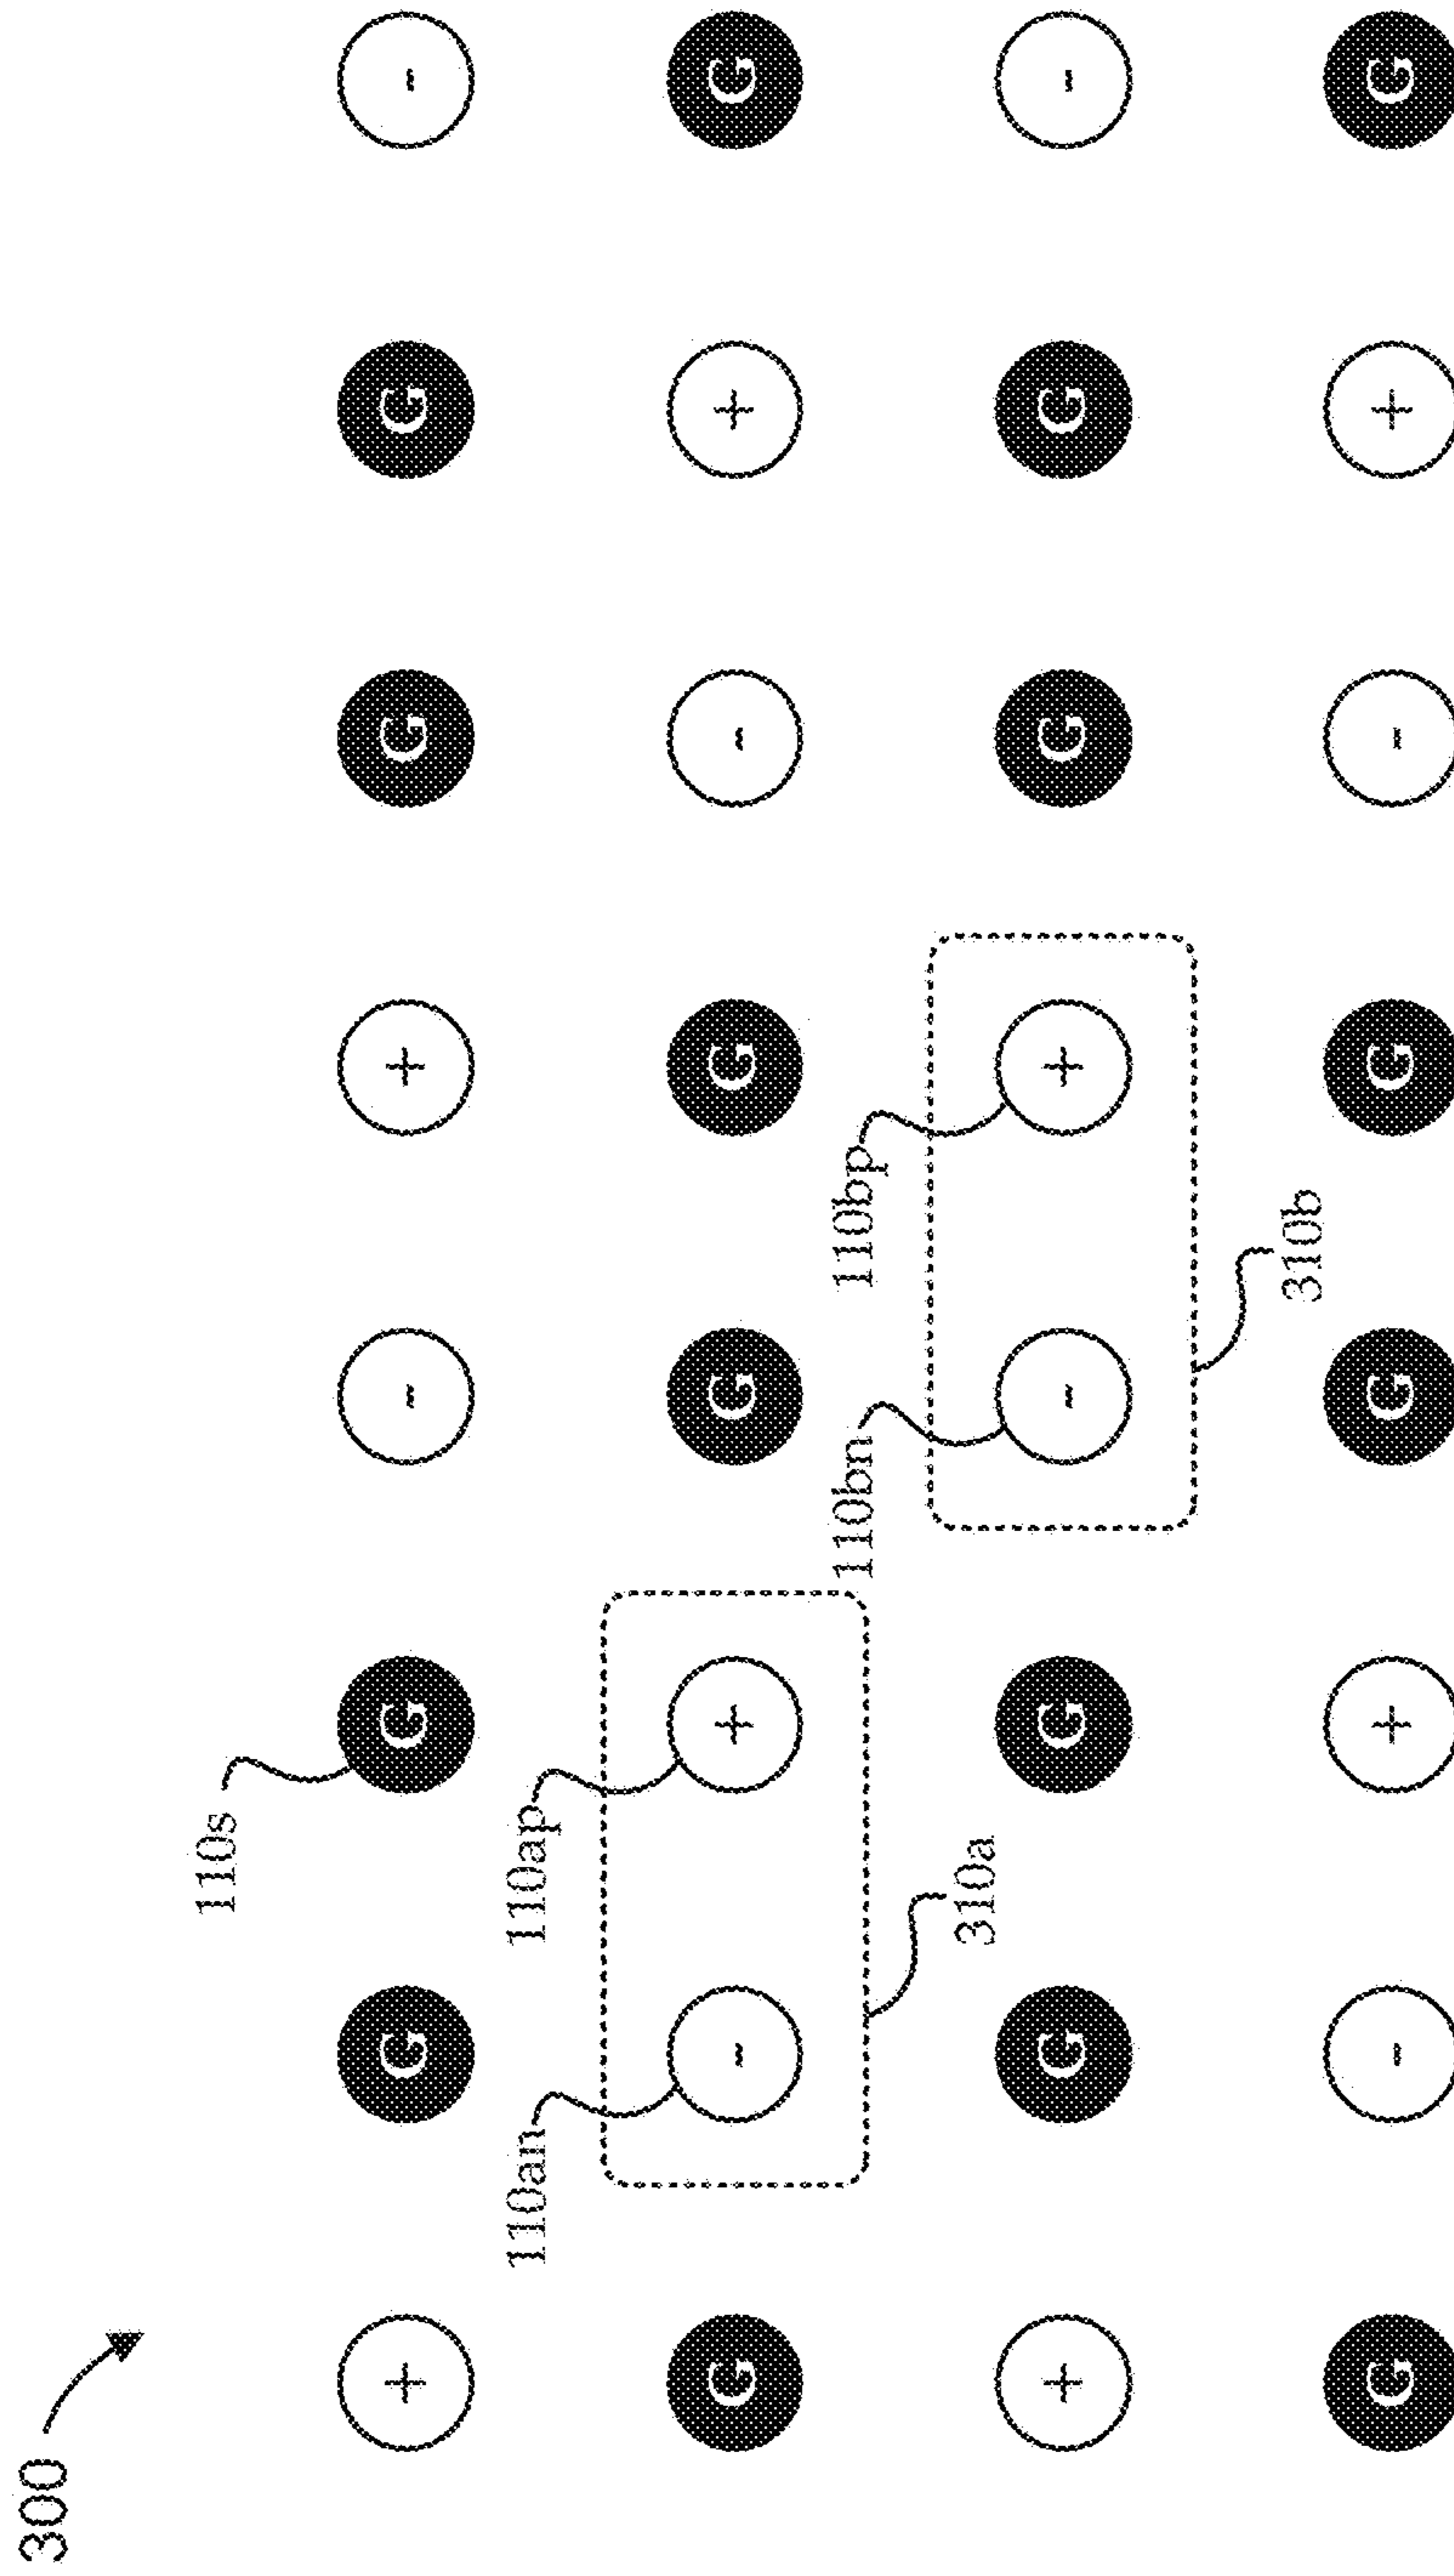 300
110s
+ G G - + G G -
110an 110ap
G - + G G - + G
110bn 110bp
310a
+ G G - + G G -
310b
G - + G G - + G